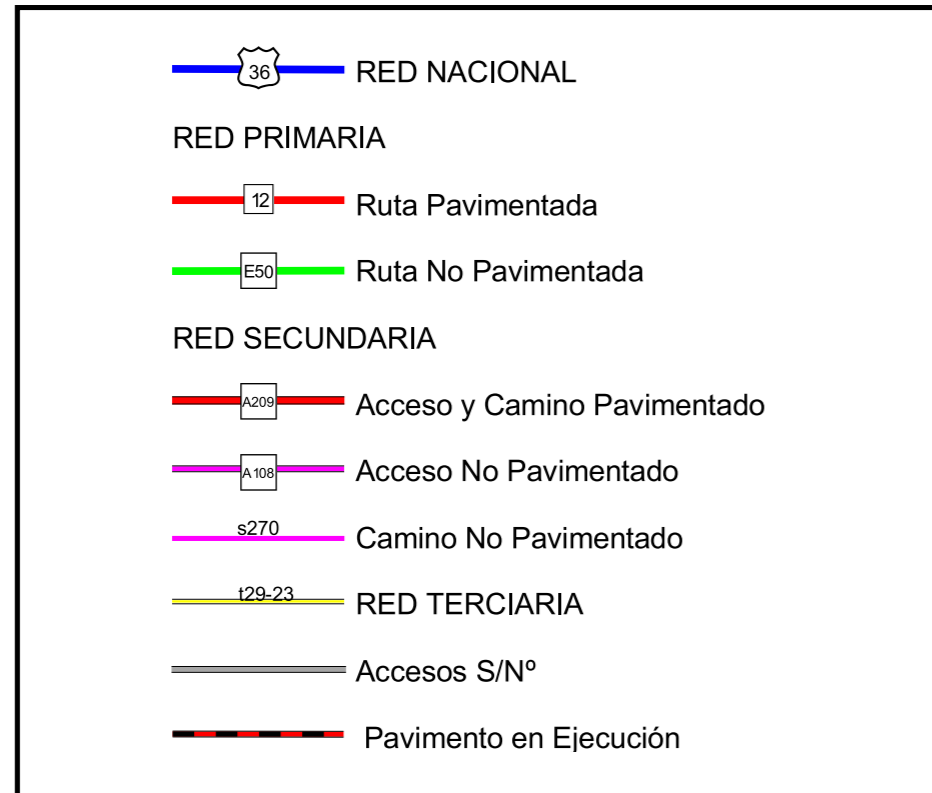 36 RED NACIONAL
RED PRIMARIA
12 Ruta Pavimentada
E50 Ruta No Pavimentada
RED SECUNDARIA
A209 Acceso y Camino Pavimentado
A108 Acceso No Pavimentado
s270 Camino No Pavimentado
t29-23 RED TERCIARIA
Accesos S/Nº
Pavimento en Ejecución